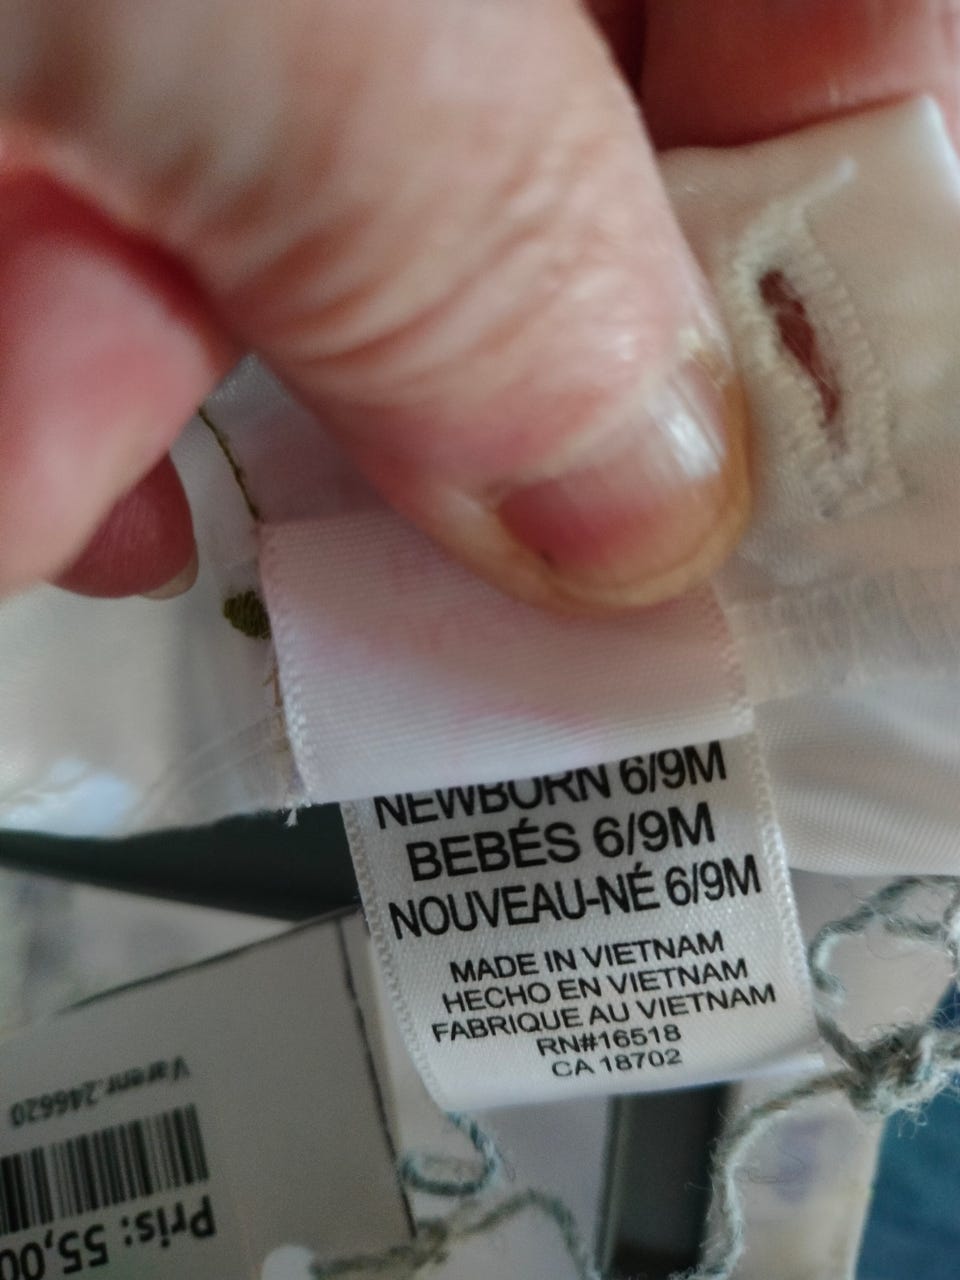 NEWBORN 6/9M
BEBÉS 6/9M
NOUVEAU-NÉ 6/9M
MADE IN VIETNAM
HECHO EN VIETNAM
FABRIQUE AU VIETNAM
RN#16518
CA 18702
Varenr.246620
Pris: 55,00